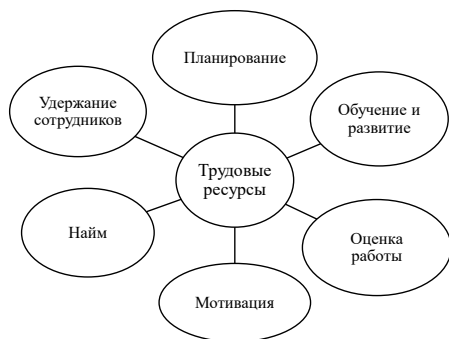 Планирование
Удержание
сотрудников
Обучение и
развитие
Трудовые
ресурсы
Найм
Оценка
работы
Мотивация